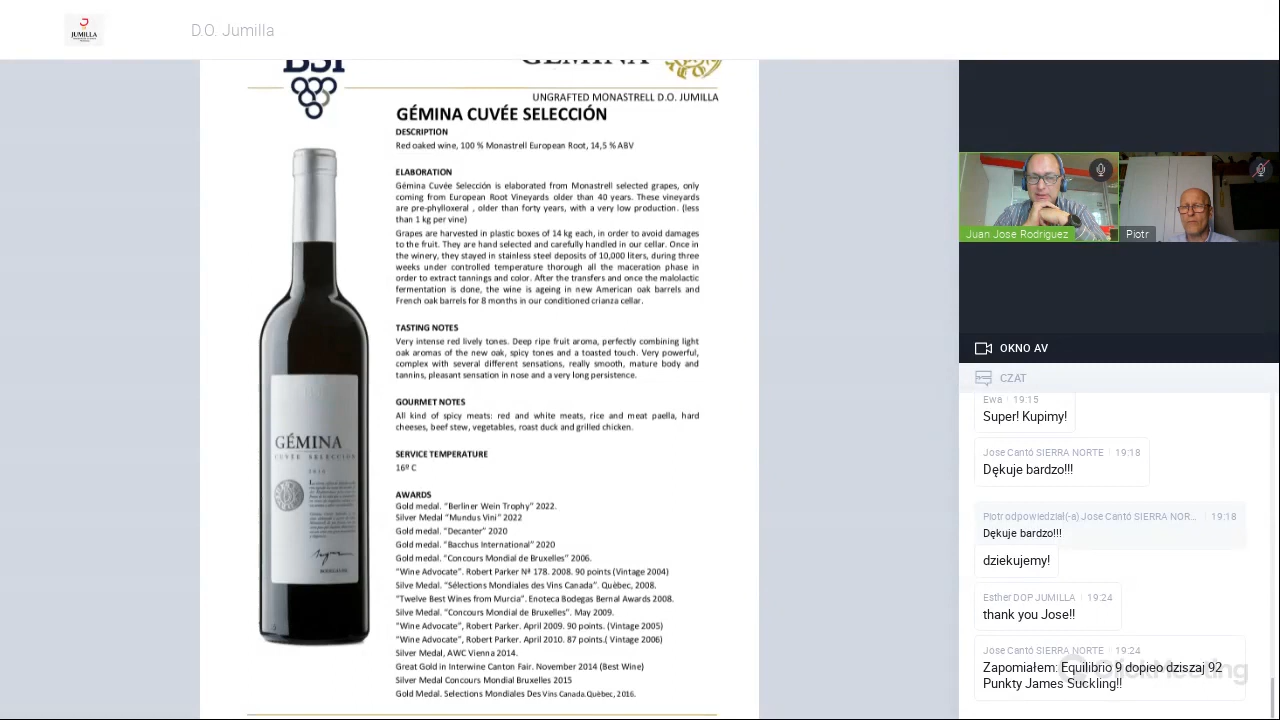 JUMILLA
D.O. Jumilla
BSI
GÉMINA
UNGRAFTED MONASTRELL D.O. JUMILLA
GÉMINA CUVÉE SELECCIÓN
DESCRIPTION
Red oaked wine, 100 % Monastrell European Root, 14,5 % ABV
ELABORATION
Gémina Cuvée Selección is elaborated from Monastrell selected grapes, only
coming from European Root Vineyards older than 40 years. These vineyards
are pre-phylloxeral , older than forty years, with a very low production. (less
than 1 kg per vine)
Grapes are harvested in plastic boxes of 14 kg each, in order to avoid damages
to the fruit. They are hand selected and carefully handled in our cellar. Once in
the winery, they stayed in stainless steel deposits of 10,000 liters, during three
weeks under controlled temperature thorough all the maceration phase in
order to extract tannings and color. After the transfers and once the malolactic
fermentation is done, the wine is ageing in new American oak barrels and
French oak barrels for 8 months in our conditioned crianza cellar.
TASTING NOTES
Very intense red lively tones. Deep ripe fruit aroma, perfectly combining light
oak aromas of the new oak, spicy tones and a toasted touch. Very powerful,
complex with several different sensations, really smooth, mature body and
tannins, pleasant sensation in nose and a very long persistence.
GOURMET NOTES
All kind of spicy meats: red and white meats, rice and meat paella, hard
cheeses, beef stew, vegetables, roast duck and grilled chicken.
SERVICE TEMPERATURE
16º C
AWARDS
Gold medal. “Berliner Wein Trophy” 2022.
Silver Medal “Mundus Vini” 2022
Gold medal. “Decanter” 2020
Gold medal. “Bacchus International” 2020
Gold medal. “Concours Mondial de Bruxelles” 2006.
“Wine Advocate”. Robert Parker Nª 178. 2008. 90 points (Vintage 2004)
Silve Medal. “Sélections Mondiales des Vins Canada”. Quèbec, 2008.
“Twelve Best Wines from Murcia”. Enoteca Bodegas Bernal Awards 2008.
Silve Medal. “Concours Mondial de Bruxelles”. May 2009.
“Wine Advocate”, Robert Parker. April 2009. 90 points. (Vintage 2005)
“Wine Advocate”, Robert Parker. April 2010. 87 points.( Vintage 2006)
Silver Medal, AWC Vienna 2014.
Great Gold in Interwine Canton Fair. November 2014 (Best Wine)
Silver Medal Concours Mondial Bruxelles 2015
Gold Medal. Selections Mondiales Des Vins Canada.Quèbec, 2016.
GÉMINA
CUVÉE SELECCIÓN
Juan Jose Rodriguez
Piotr
OKNO AV
CZAT
Ewa 19:15
Super! Kupimy!
Jose Cantó SIERRA NORTE 19:18
Dękuje bardzo!!!
Piotr odpowiedział(-a) Jose Cantó SIERRA NOR... 19:18
Dękuje bardzo!!!
dziekujemy!
Esther DOP JUMILLA 19:24
thank you Jose!!
Jose Cantó SIERRA NORTE 19:24
Zapomiałem: Equilibrio 9 dopieo dziszaj 92
Punkty James Suckling!!
ClickMeeting